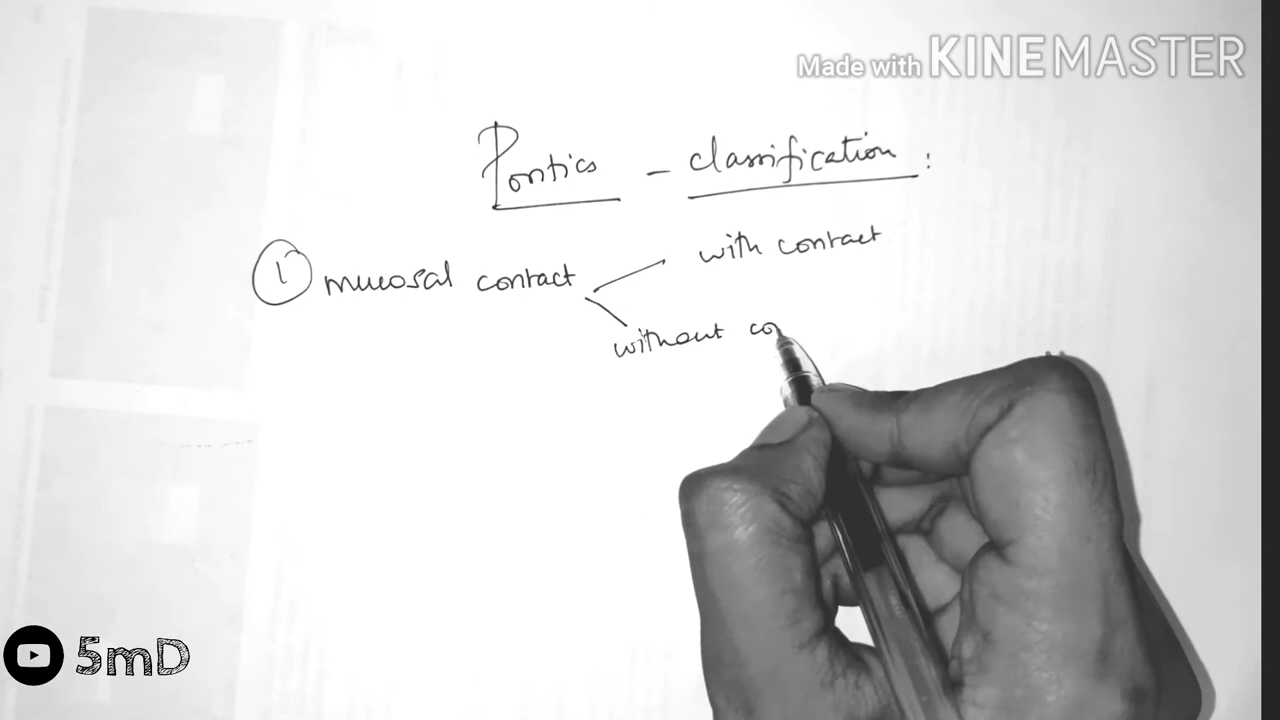 Made with KINEMASTER
Pontics - classification :
1 mucosal contact
with contact
without co
5mD